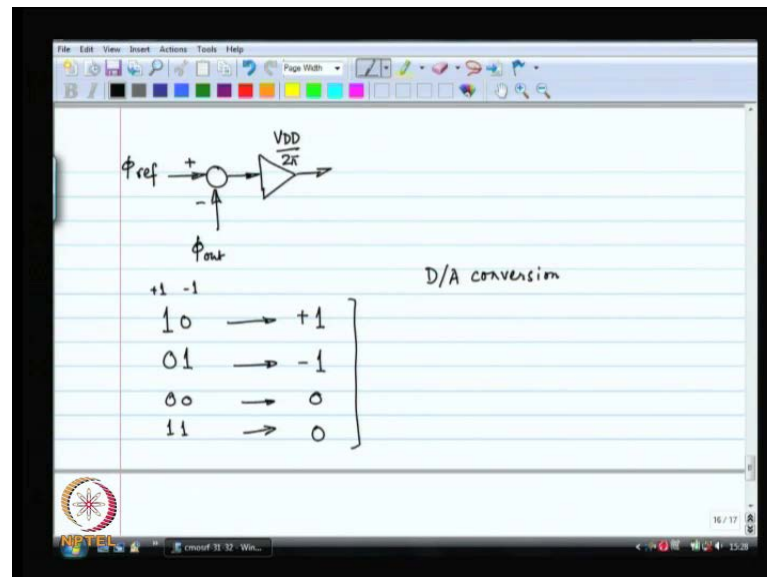 File Edit View Insert Actions Tools Help
Page Width
B I
VDD
2π
ϕref + 
-
ϕout
D/A conversion
+1 -1
10 → +1
01 → -1
00 → 0
11 → 0
16 / 17
NPTEL
cmosrf-31-32 - Win...
15:28